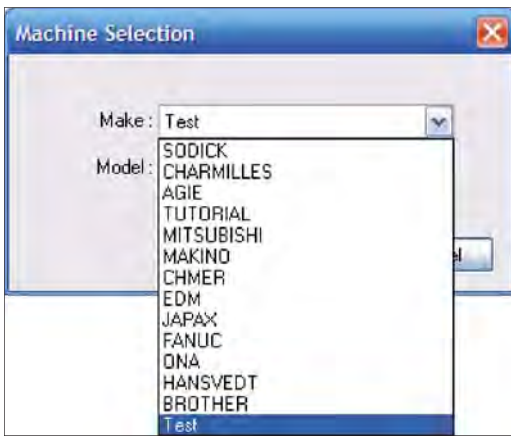 Machine Selection
Make : Test
Model :
SODICK
CHARMILLES
AGIE
TUTORIAL
MITSUBISHI
MAKINO
CHMER
EDM
JAPAX
FANUC
ONA
HANSVEDT
BROTHER
Test